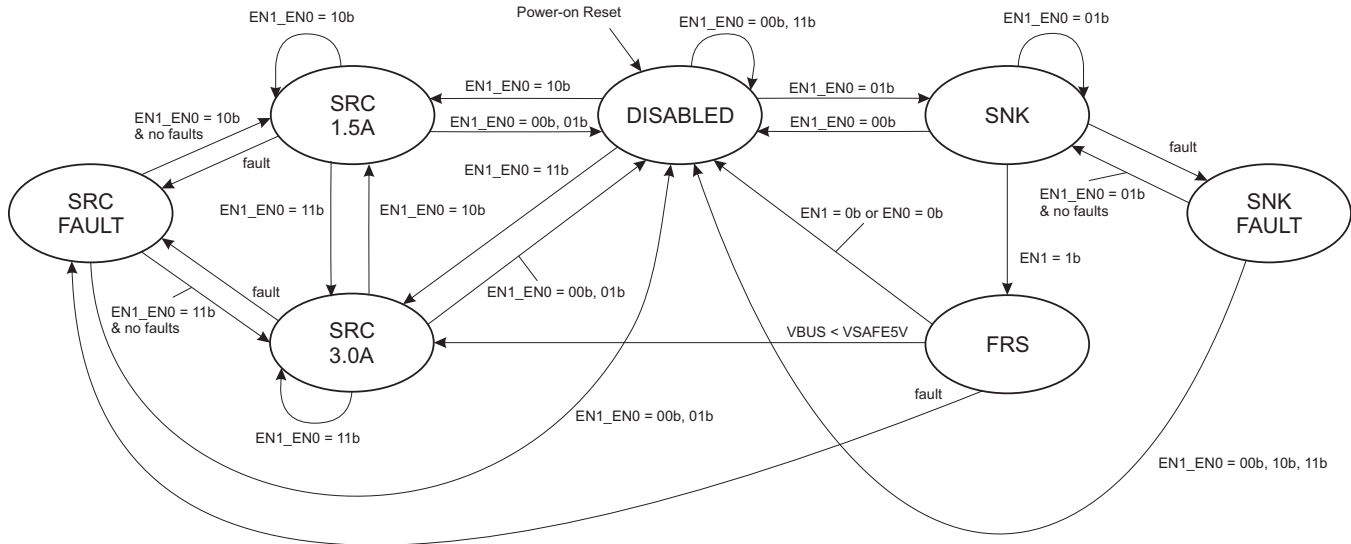 Power-on Reset
EN1_EN0 = 10b
EN1_EN0 = 00b, 11b
EN1_EN0 = 01b
SRC
1.5A
EN1_EN0 = 10b
DISABLED
EN1_EN0 = 01b
SNK
EN1_EN0 = 10b
& no faults
EN1_EN0 = 00b, 01b
EN1_EN0 = 00b
fault
fault
EN1_EN0 = 11b
SRC
FAULT
EN1_EN0 = 11b
EN1_EN0 = 10b
EN1 = 0b or EN0 = 0b
EN1_EN0 = 01b
& no faults
SNK
FAULT
EN1 = 1b
fault
EN1_EN0 = 00b, 01b
EN1_EN0 = 11b
& no faults
SRC
3.0A
VBUS < VSAFE5V
FRS
fault
EN1_EN0 = 00b, 01b
EN1_EN0 = 11b
EN1_EN0 = 00b, 10b, 11b